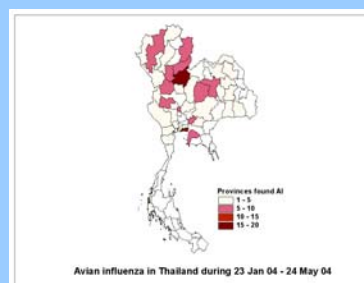 Provinces found AI
1 - 5
5 - 10
10 - 15
15 - 20
Avian influenza in Thailand during 23 Jan 04 - 24 May 04